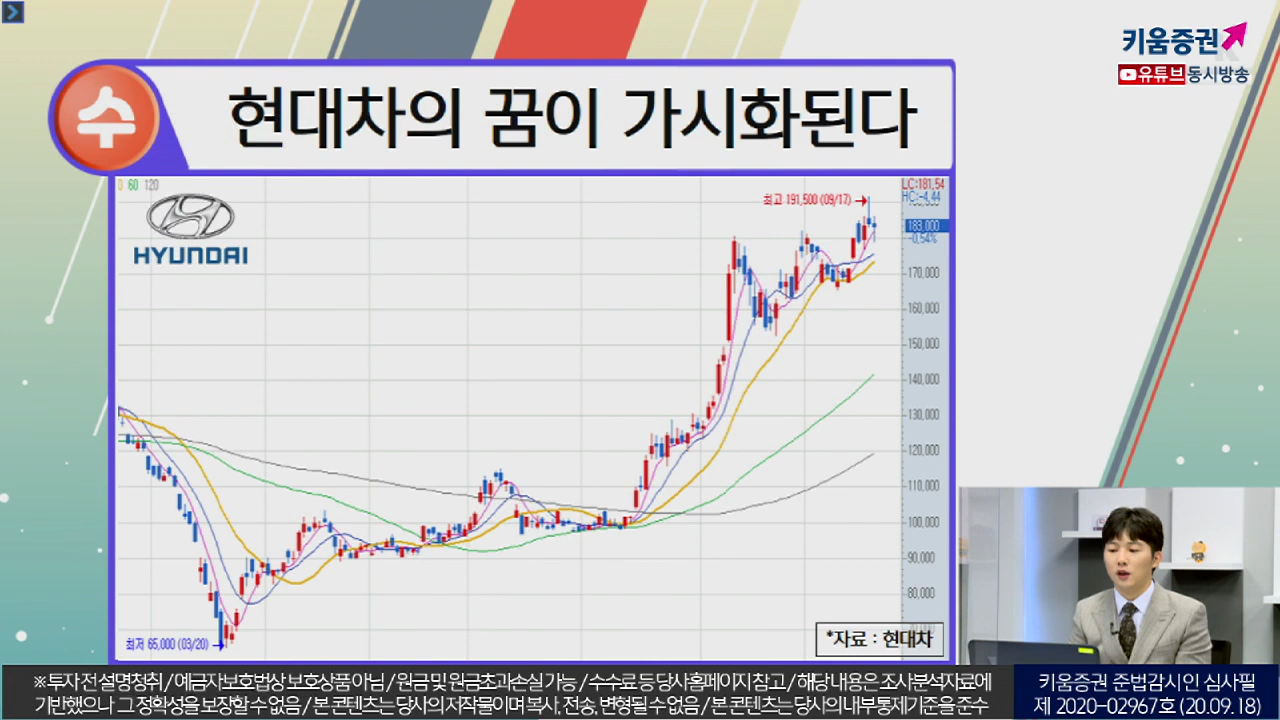 키움증권
유튜브 동시방송
수
현대차의 꿈이 가시화된다
60 120
HYUNDAI
최고 191,500 (09/17) →
LC:181.54
HC:-4.44
183,000
-0.54%
170,000
160,000
150,000
140,000
130,000
120,000
110,000
100,000
90,000
80,000
최저 65,000 (03/20) →
*자료 : 현대차
※ 투자 전 설명청취 / 예금자보호법상 보호상품 아님 / 원금 및 원금초과손실 가능 / 수수료 등 당사 홈페이지 참고 / 해당 내용은 조사분석자료에
기반했으나 그 정확성을 보장할 수 없음 / 본 콘텐츠는 당사의 저작물이며 복사, 전송, 변형될 수 없음 / 본 콘텐츠는 당사의 내부통제기준을 준수
키움증권 준법감시인 심사필
제 2020-02967호 (20.09.18)